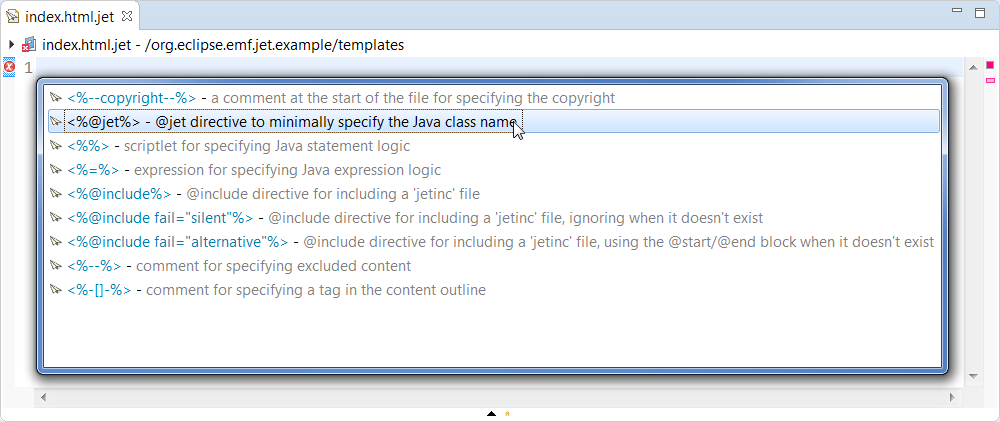 index.html.jet
index.html.jet - /org.eclipse.emf.jet.example/templates
1
<%--copyright--%> - a comment at the start of the file for specifying the copyright
<%@jet%> - @jet directive to minimally specify the Java class name
<%%> - scriptlet for specifying Java statement logic
<%=%> - expression for specifying Java expression logic
<%@include%> - @include directive for including a 'jetinc' file
<%@include fail="silent"%> - @include directive for including a 'jetinc' file, ignoring when it doesn't exist
<%@include fail="alternative"%> - @include directive for including a 'jetinc' file, using the @start/@end block when it doesn't exist
<%--%> - comment for specifying excluded content
<%-[]-%> - comment for specifying a tag in the content outline